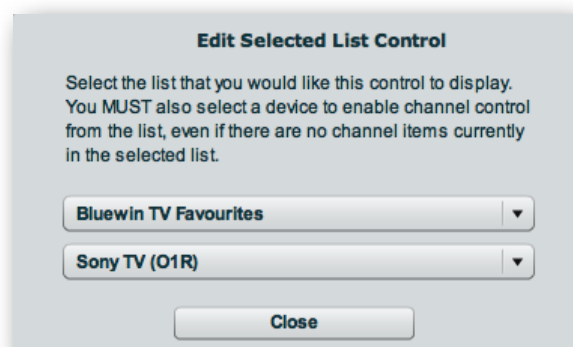 Edit Selected List Control
Select the list that you would like this control to display.
You MUST also select a device to enable channel control
from the list, even if there are no channel items currently
in the selected list.
Bluewin TV Favourites
Sony TV (O1R)
Close